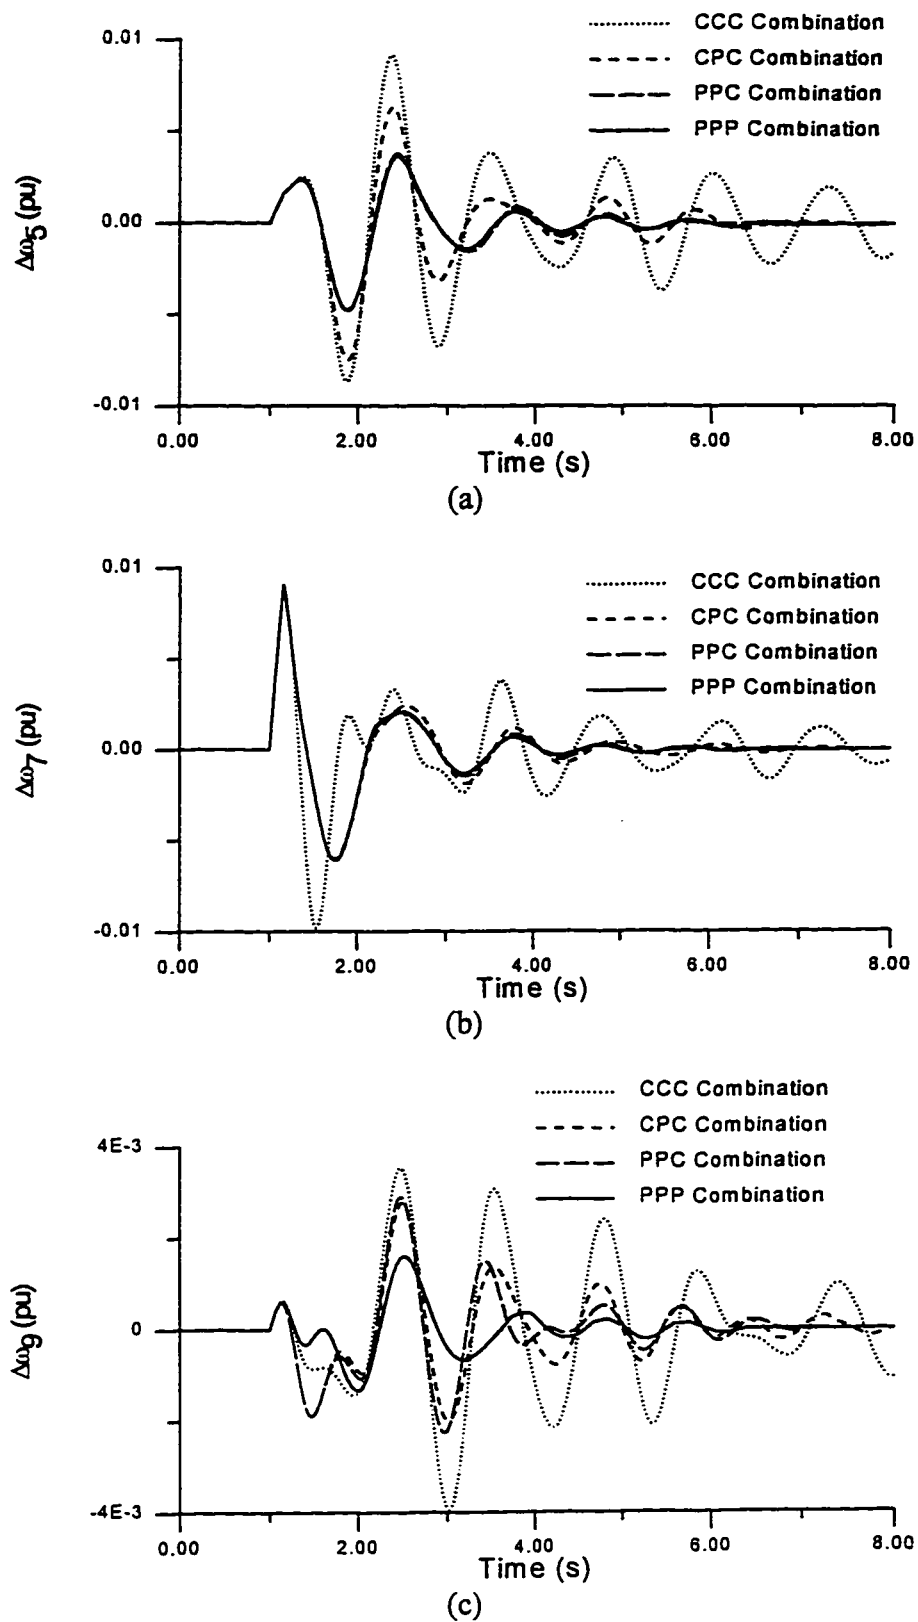 CCC Combination
CPC Combination
PPC Combination
PPP Combination
0.01
0.00
-0.01
Δω5 (pu)
0.00 2.00 4.00 6.00 8.00
Time (s)
(a)
CCC Combination
CPC Combination
PPC Combination
PPP Combination
0.01
0.00
-0.01
Δω7 (pu)
0.00 2.00 4.00 6.00 8.00
Time (s)
(b)
CCC Combination
CPC Combination
PPC Combination
PPP Combination
4E-3
0
-4E-3
Δω9 (pu)
0.00 2.00 4.00 6.00 8.00
Time (s)
(c)